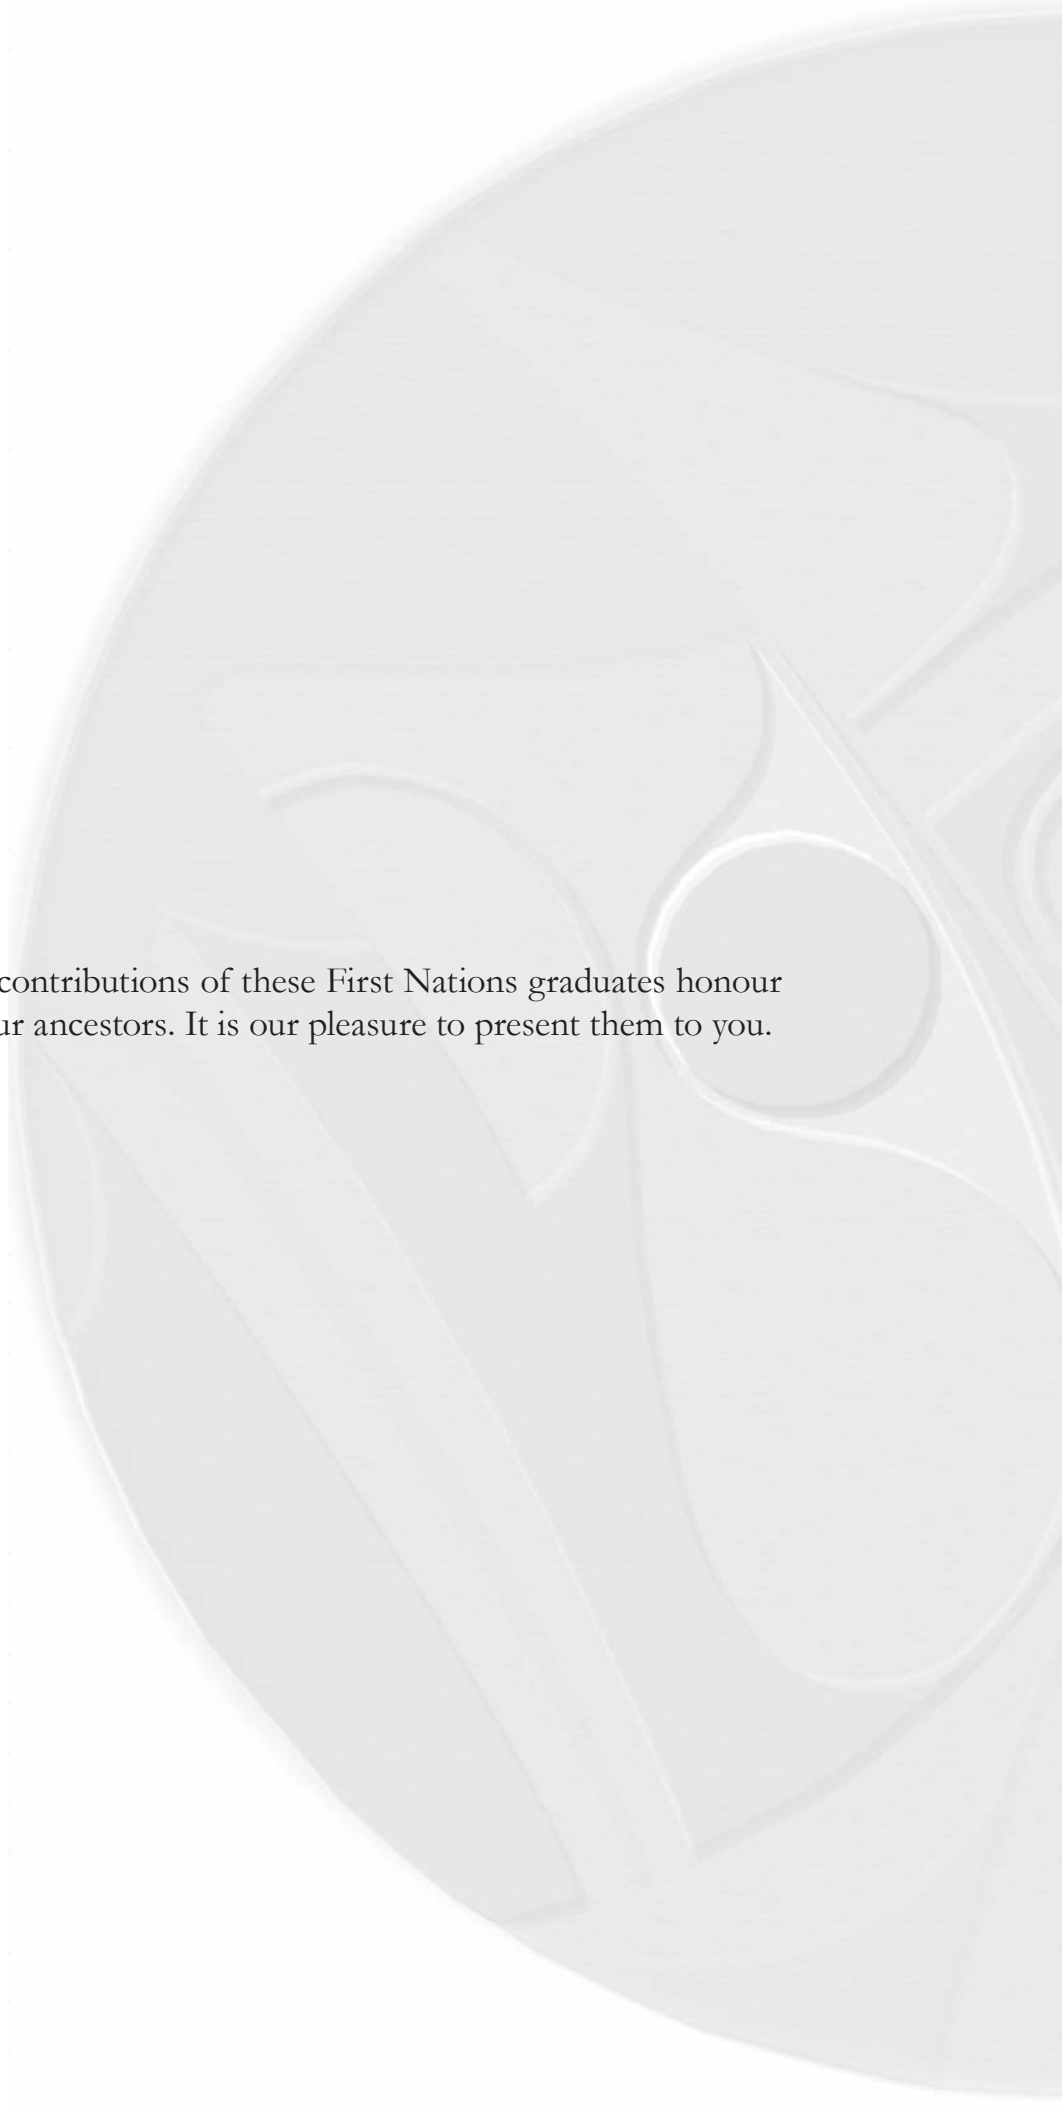 contributions of these First Nations graduates honour
ur ancestors. It is our pleasure to present them to you.